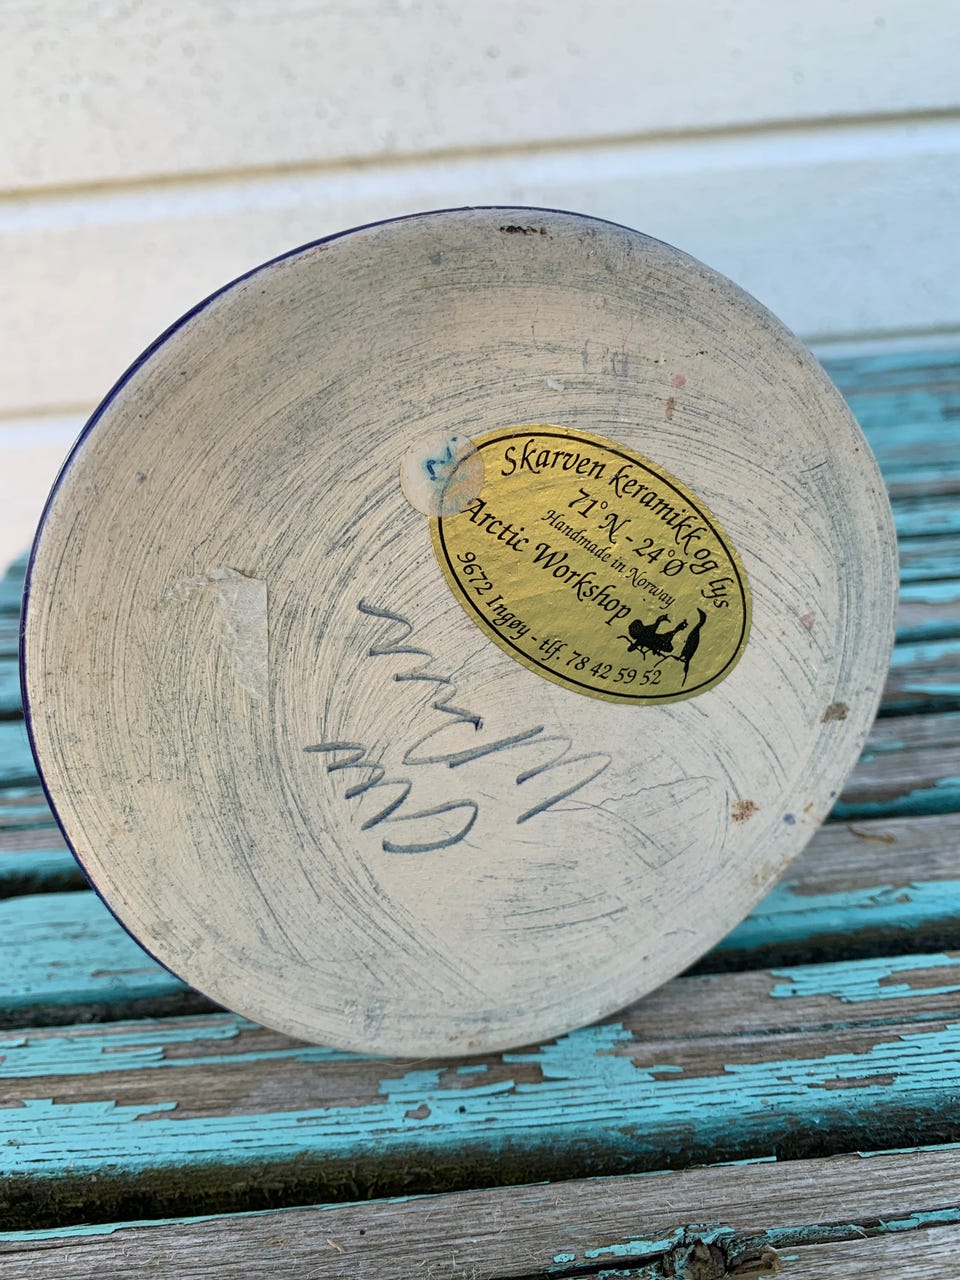 Skarven keramikk og lys
71°N - 24°Ø
Handmade in Norway
Arctic Workshop
9672 Ingøy - tlf. 78 42 59 52